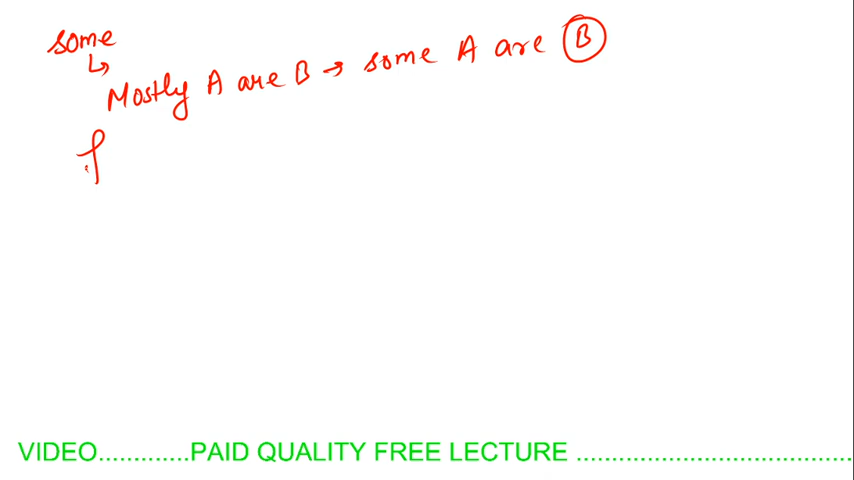 some
↳ Mostly A are B → some A are B
VIDEO.............PAID QUALITY FREE LECTURE .......................................